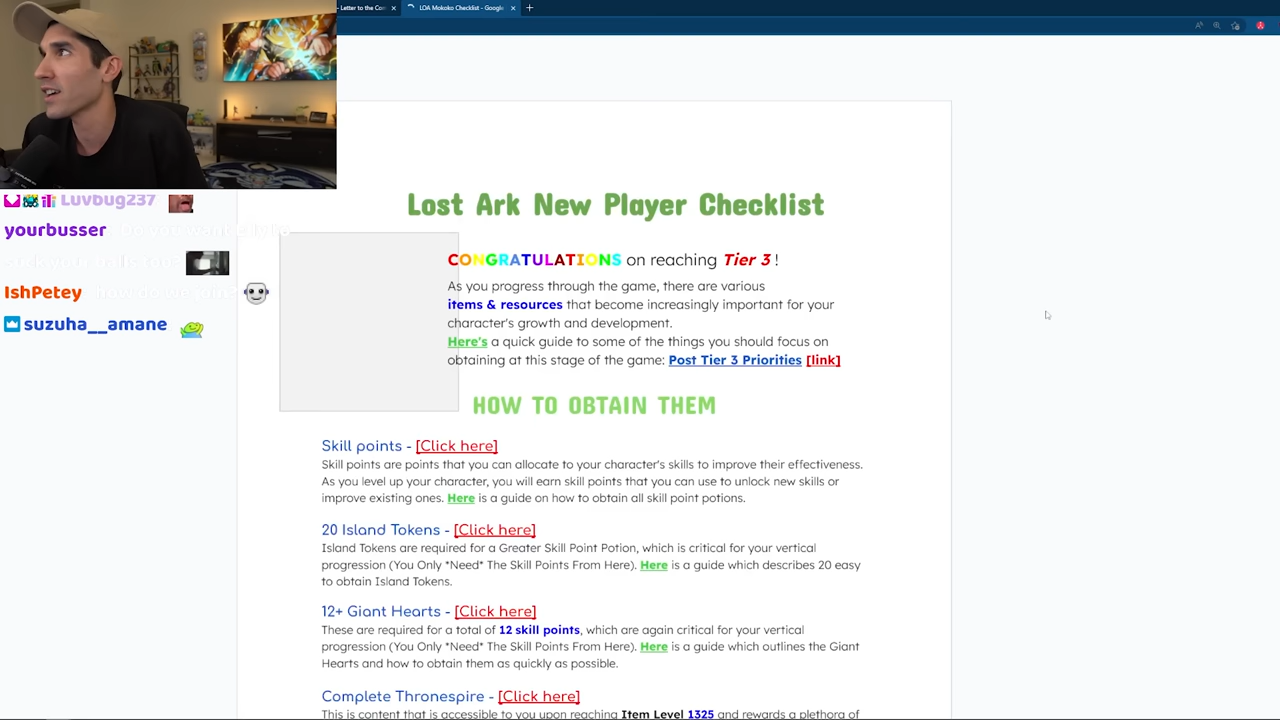 - Letter to the Con
LOA Mokoko Checklist - Google
Luvbug237
yourbusser
IshPetey
suzuha__amane
Lost Ark New Player Checklist
CONGRATULATIONS on reaching Tier 3 !
As you progress through the game, there are various
items & resources that become increasingly important for your
character's growth and development.
Here's a quick guide to some of the things you should focus on
obtaining at this stage of the game: Post Tier 3 Priorities [link]
HOW TO OBTAIN THEM
Skill points - [Click here]
Skill points are points that you can allocate to your character's skills to improve their effectiveness.
As you level up your character, you will earn skill points that you can use to unlock new skills or
improve existing ones. Here is a guide on how to obtain all skill point potions.
20 Island Tokens - [Click here]
Island Tokens are required for a Greater Skill Point Potion, which is critical for your vertical
progression (You Only *Need* The Skill Points From Here). Here is a guide which describes 20 easy
to obtain Island Tokens.
12+ Giant Hearts - [Click here]
These are required for a total of 12 skill points, which are again critical for your vertical
progression (You Only *Need* The Skill Points From Here). Here is a guide which outlines the Giant
Hearts and how to obtain them as quickly as possible.
Complete Thronespire - [Click here]
This is content that is accessible to you upon reaching Item Level 1325 and rewards a plethora of